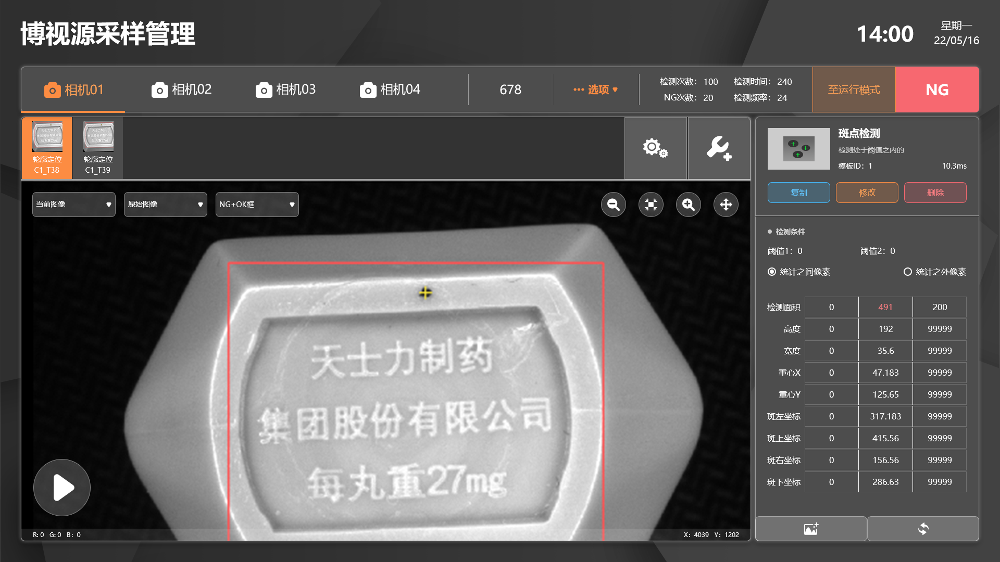 博视源采样管理
14:00
星期一
22/05/16
相机01
相机02
相机03
相机04
678
··· 选项
检测次数： 100
检测时间： 240
NG次数： 20
检测频率： 24
至运行模式
NG
轮廓定位
C1_T38
轮廓定位
C1_T39
当前图像
原始图像
NG+OK框
天士力制药
集团股份有限公司
每丸重27mg
R: 0 G: 0 B: 0
X: 4039 Y: 1202
斑点检测
检测处于阈值之内的
模板ID：1
10.3ms
复制
修改
删除
检测条件
阈值1：0
阈值2：0
统计之间像素
统计之外像素
检测面积 0 491 200
高度 0 192 99999
宽度 0 35.6 99999
重心X 0 47.183 99999
重心Y 0 125.65 99999
斑左坐标 0 317.183 99999
斑上坐标 0 415.56 99999
斑右坐标 0 156.56 99999
斑下坐标 0 286.63 99999